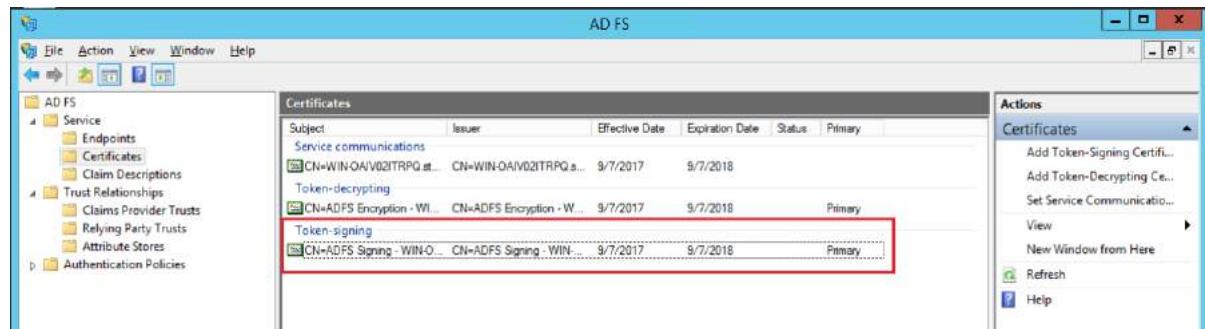 AD FS
File Action View Window Help
AD FS
Service
Endpoints
Certificates
Claim Descriptions
Trust Relationships
Claims Provider Trusts
Relying Party Trusts
Attribute Stores
Authentication Policies
Certificates
Subject Issuer Effective Date Expiration Date Status Primary
Service communications
CN=WIN-OAIV02ITRPQ.st... CN=WIN-OAIV02ITRPQ.s... 9/7/2017 9/7/2018
Token-decrypting
CN=ADFS Encryption - WI... CN=ADFS Encryption - W... 9/7/2017 9/7/2018 Primary
Token-signing
CN=ADFS Signing - WIN-O... CN=ADFS Signing - WIN-... 9/7/2017 9/7/2018 Primary
Actions
Certificates
Add Token-Signing Certifi...
Add Token-Decrypting Ce...
Set Service Communicatio...
View
New Window from Here
Refresh
Help